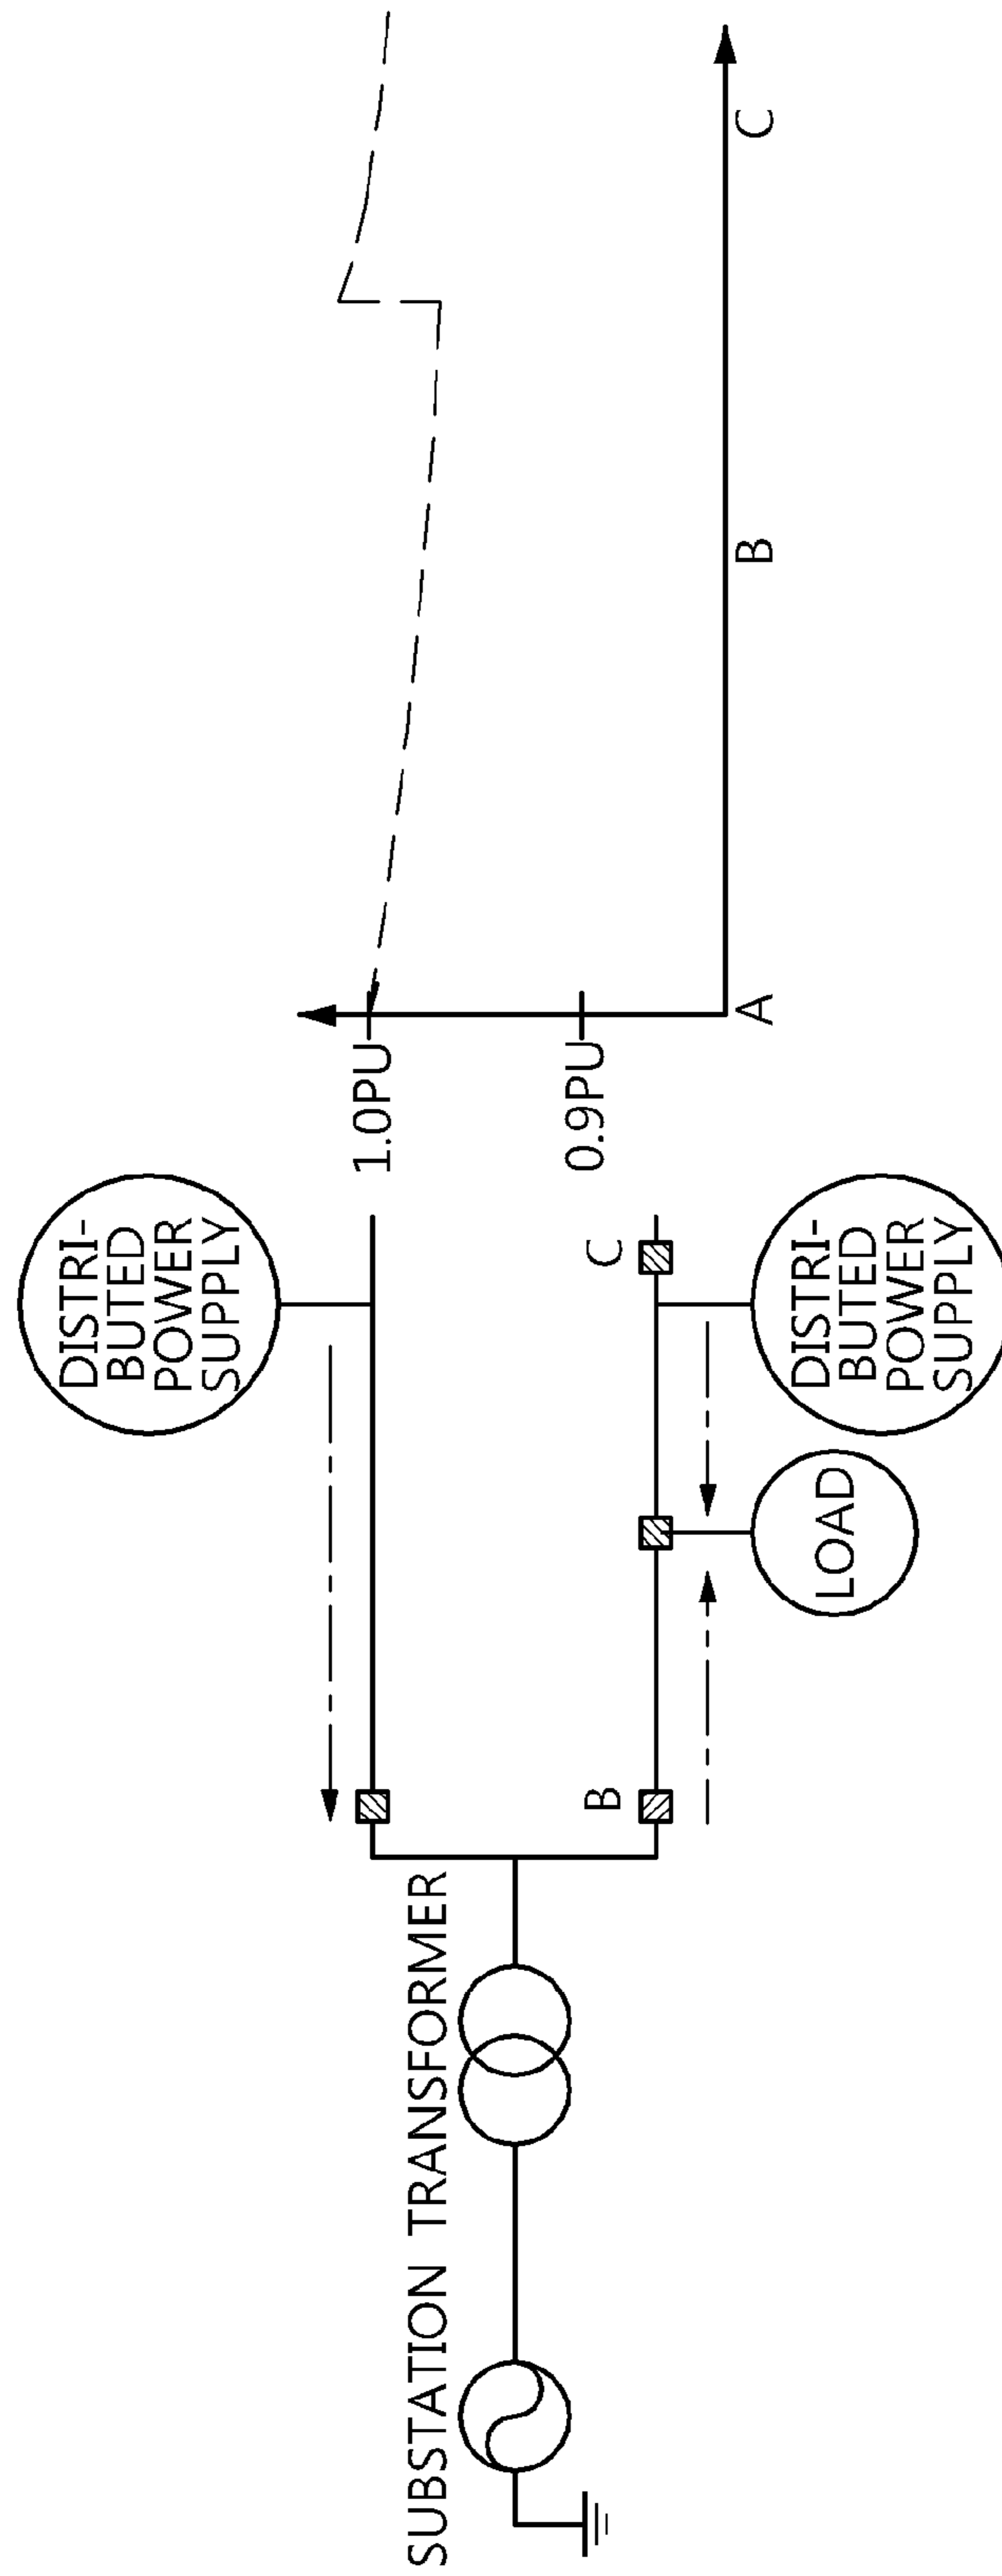 SUBSTATION TRANSFORMER
DISTRI-
BUTED
POWER
SUPPLY
B
C
LOAD
DISTRI-
BUTED
POWER
SUPPLY
1.0PU
0.9PU
A
B
C